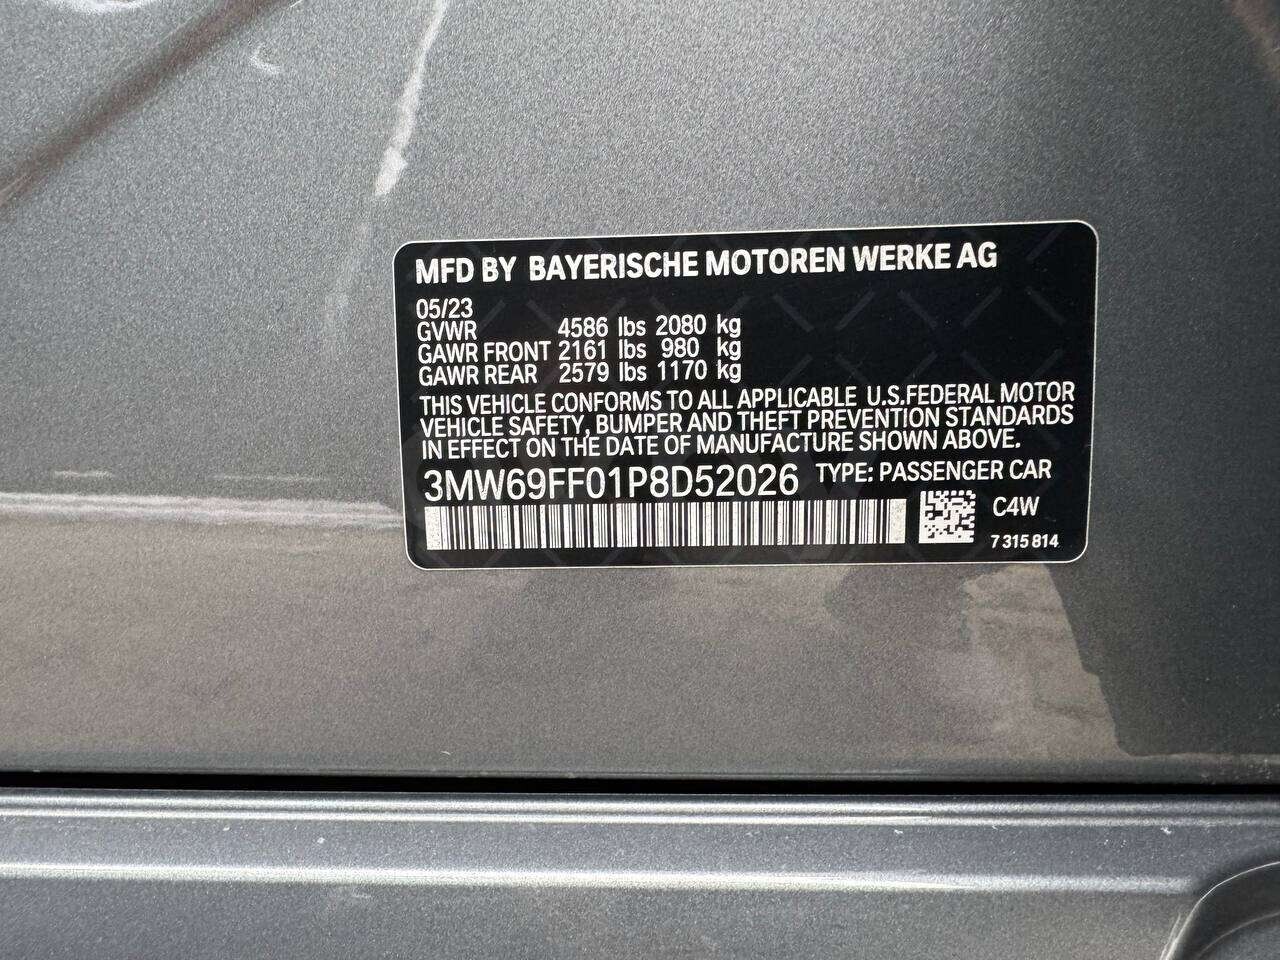 MFD BY BAYERISCHE MOTOREN WERKE AG
05/23
GVWR 4586 lbs 2080 kg
GAWR FRONT 2161 lbs 980 kg
GAWR REAR 2579 lbs 1170 kg
THIS VEHICLE CONFORMS TO ALL APPLICABLE U.S.FEDERAL MOTOR
VEHICLE SAFETY, BUMPER AND THEFT PREVENTION STANDARDS
IN EFFECT ON THE DATE OF MANUFACTURE SHOWN ABOVE.
3MW69FF01P8D52026 TYPE: PASSENGER CAR
C4W
7 315 814